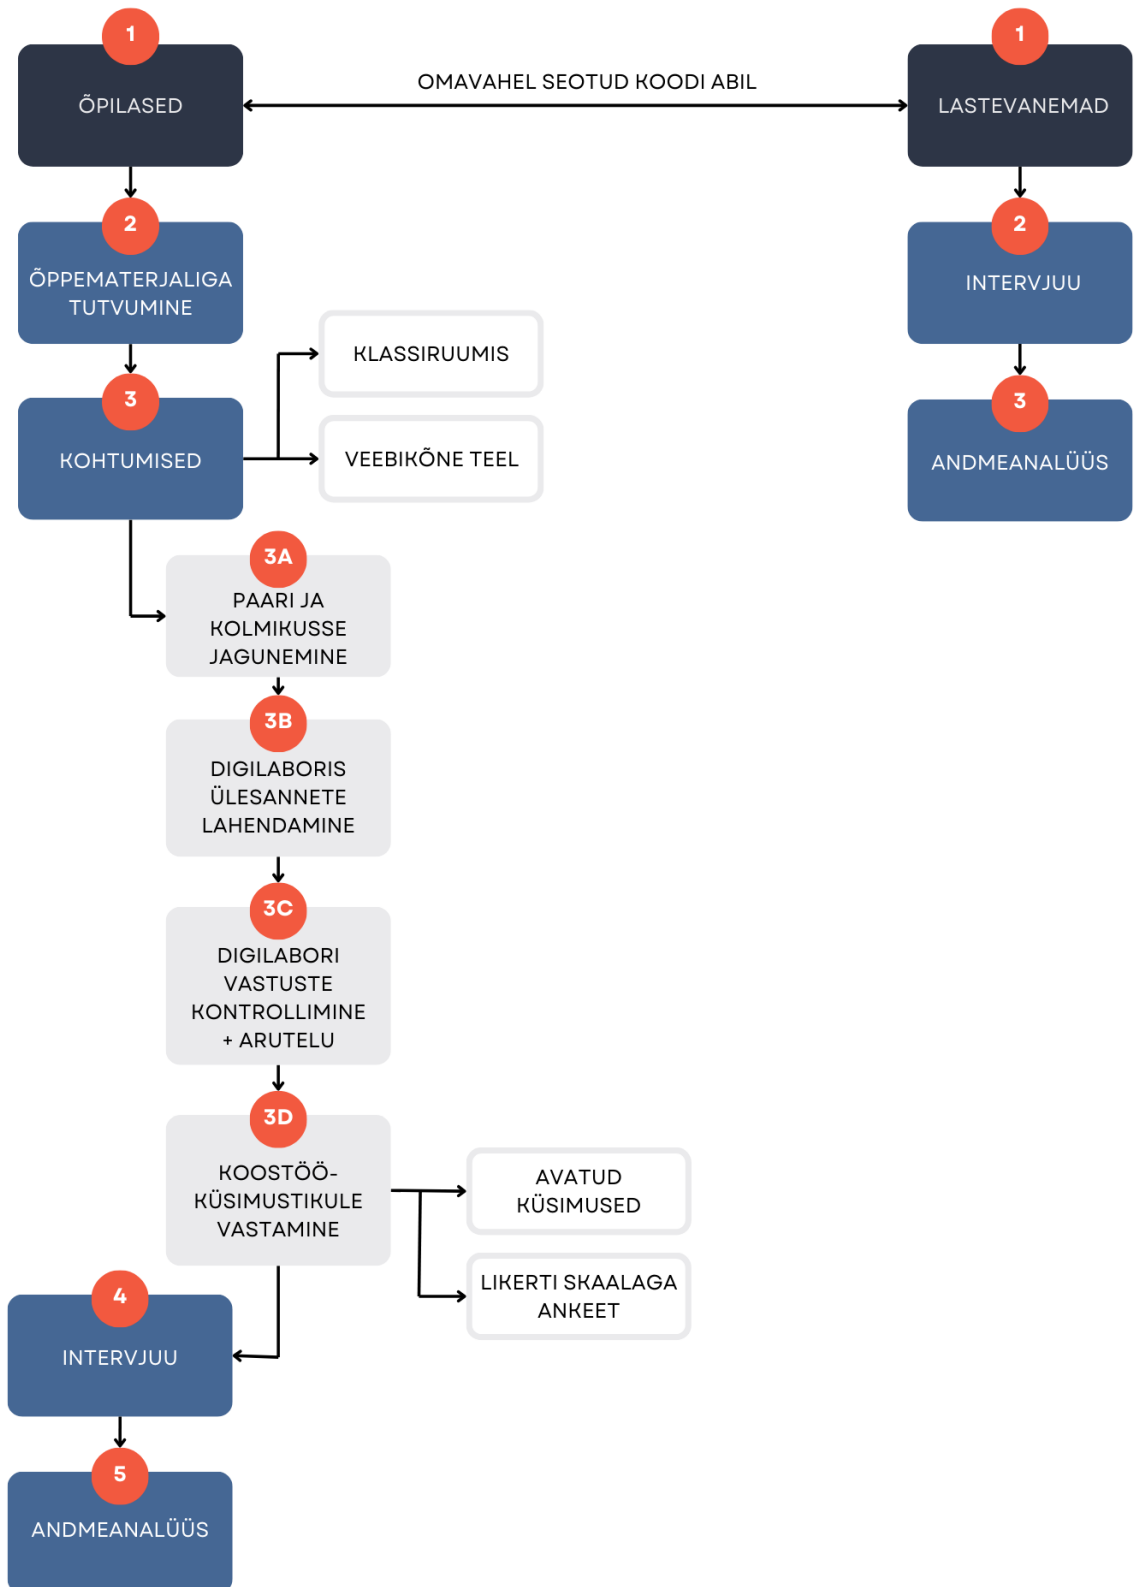 1
ÕPILASED
OMAVAHEL SEOTUD KOODI ABIL
1
LASTEVANEMAD
2
ÕPPEMATERJALIGA
TUTVUMINE
2
INTERVJUU
3
KOHTUMISED
KLASSIRUUMIS
VEEBIKÕNE TEEL
3
ANDMEANALÜÜS
3A
PAARI JA
KOLMIKUSSE
JAGUNEMINE
3B
DIGILABORIS
ÜLESANNETE
LAHENDAMINE
3C
DIGILABORI
VASTUSTE
KONTROLLIMINE
+ ARUTELU
3D
KOOSTÖÖ-
KÜSIMUSTIKULE
VASTAMINE
AVATUD
KÜSIMUSED
LIKERTI SKAALAGA
ANKEET
4
INTERVJUU
5
ANDMEANALÜÜS